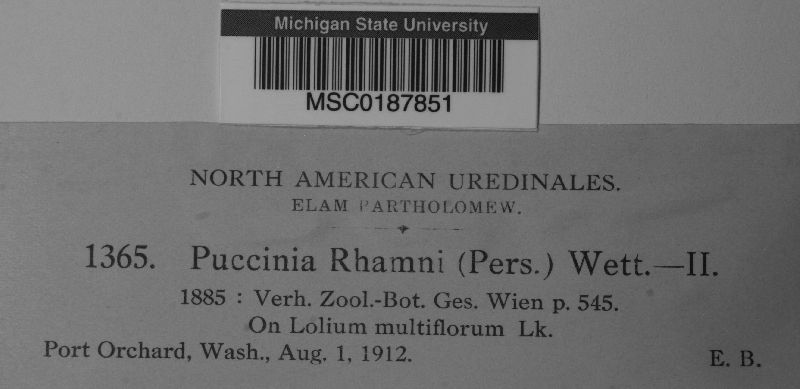 Michigan State University
MSC0187851
NORTH AMERICAN UREDINALES.
ELAM PARTHOLOMEW.
1365. Puccinia Rhamni (Pers.) Wett.—II.
1885 : Verh. Zool.-Bot. Ges. Wien p. 545.
On Lolium multiflorum Lk.
Port Orchard, Wash., Aug. 1, 1912.
E. B.